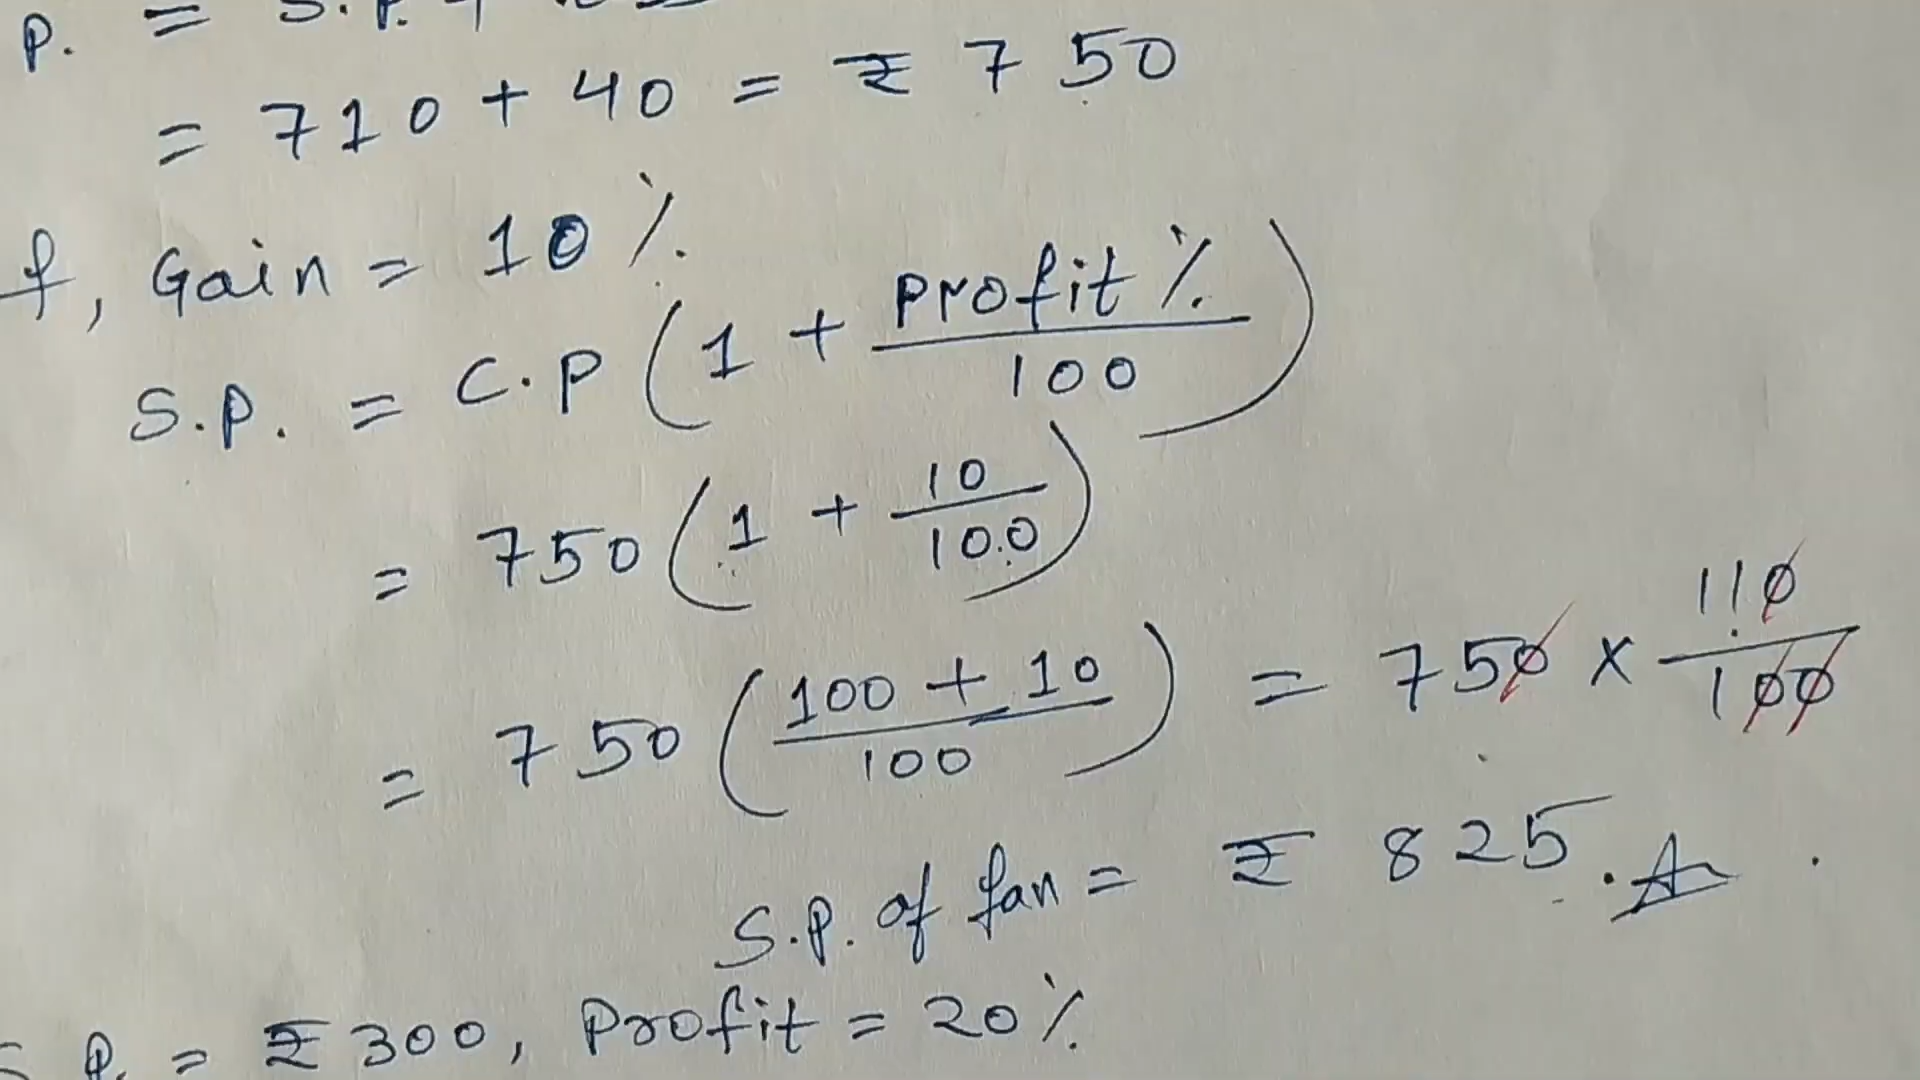 P. = S.P. +
= 710 + 40 = ₹ 750
f, Gain = 10 %.
S.P. = C.P ( 1 + Profit % / 100 )
= 750 ( 1 + 10 / 100 )
= 750 ( 100 + 10 / 100 ) = 750 × 110 / 100
S.P. of fan = ₹ 825. A
P. = ₹ 300, Profit = 20 %.